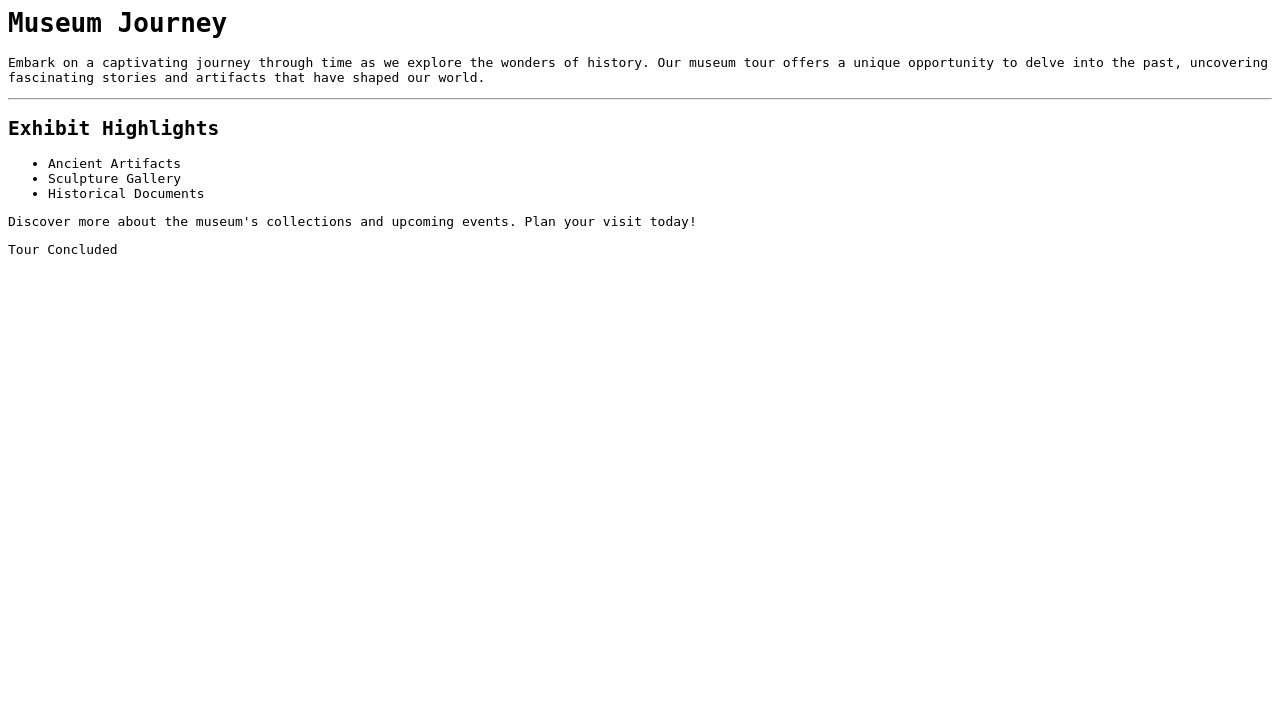 Museum Journey
Embark on a captivating journey through time as we explore the wonders of history. Our museum tour offers a unique opportunity to delve into the past, uncovering
fascinating stories and artifacts that have shaped our world.
Exhibit Highlights
• Ancient Artifacts
• Sculpture Gallery
• Historical Documents
Discover more about the museum's collections and upcoming events. Plan your visit today!
Tour Concluded